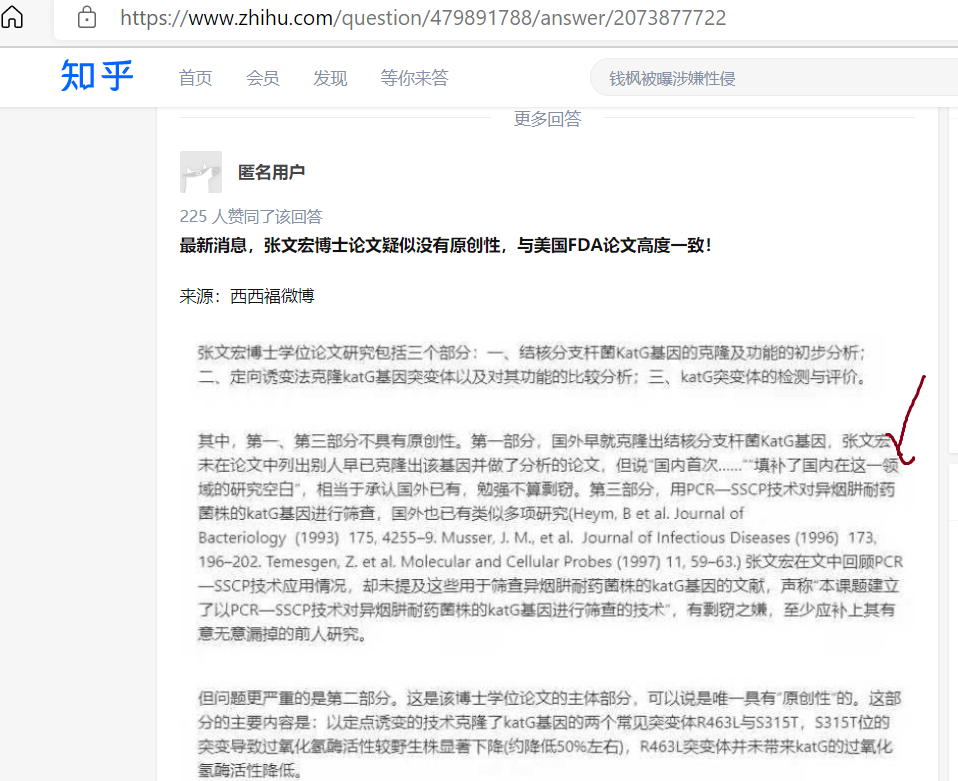 https://www.zhihu.com/question/479891788/answer/2073877722
知乎 首页 会员 发现 等你来答 钱枫被曝涉嫌性侵
更多回答
匿名用户
225 人赞同了该回答
最新消息，张文宏博士论文疑似没有原创性，与美国FDA论文高度一致！
来源：西西福微博
张文宏博士学位论文研究包括三个部分：一、结核分支杆菌KatG基因的克隆及功能的初步分析；
二、定向诱变法克隆katG基因突变体以及对其功能的比较分析；三、katG突变体的检测与评价。
其中，第一、第三部分不具有原创性。第一部分，国外早就克隆出结核分支杆菌KatG基因，张文宏
未在论文中列出别人早已克隆出该基因并做了分析的论文，但说“国内首次……”“填补了国内在这一领
域的研究空白”，相当于承认国外已有，勉强不算剽窃。第三部分，用PCR—SSCP技术对异烟肼耐药
菌株的katG基因进行筛查，国外也已有类似多项研究(Heym, B et al. Journal of
Bacteriology (1993) 175, 4255–9. Musser, J. M., et al. Journal of Infectious Diseases (1996) 173,
196–202. Temesgen, Z. et al. Molecular and Cellular Probes (1997) 11, 59–63.) 张文宏在文中回顾PCR
—SSCP技术应用情况，却未提及这些用于筛查异烟肼耐药菌株的katG基因的文献，声称“本课题建立
了以PCR—SSCP技术对异烟肼耐药菌株的katG基因进行筛查的技术”，有剽窃之嫌，至少应补上其有
意无意漏掉的前人研究。
但问题更严重的是第二部分。这是该博士学位论文的主体部分，可以说是唯一具有“原创性”的。这部
分的主要内容是：以定点诱变的技术克隆了katG基因的两个常见突变体R463L与S315T，S315T位的
突变导致过氧化氢酶活性较野生株显著下降(约降低50%左右)，R463L突变体并未带来katG的过氧化
氢酶活性降低。